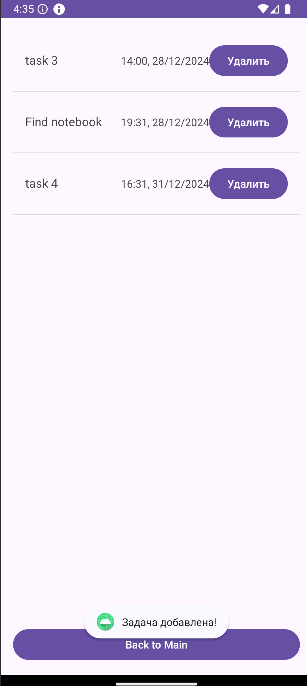 4:35
task 3 14:00, 28/12/2024 Удалить
Find notebook 19:31, 28/12/2024 Удалить
task 4 16:31, 31/12/2024 Удалить
Задача добавлена!
Back to Main